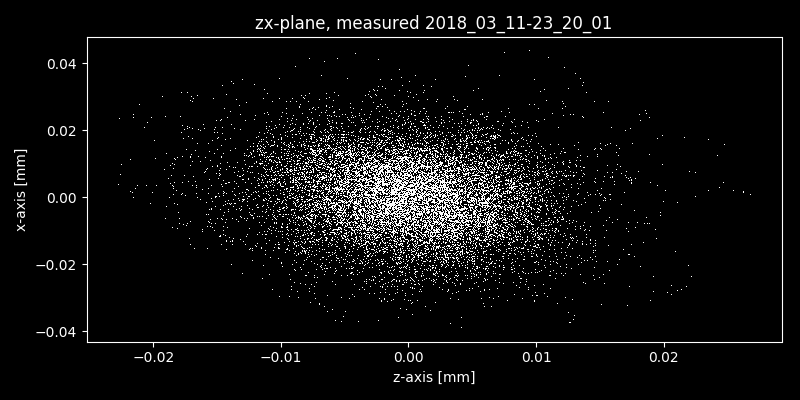 zx-plane, measured 2018_03_11-23_20_01
0.04
0.02
0.00
−0.02
−0.04
x-axis [mm]
−0.02 −0.01 0.00 0.01 0.02
z-axis [mm]